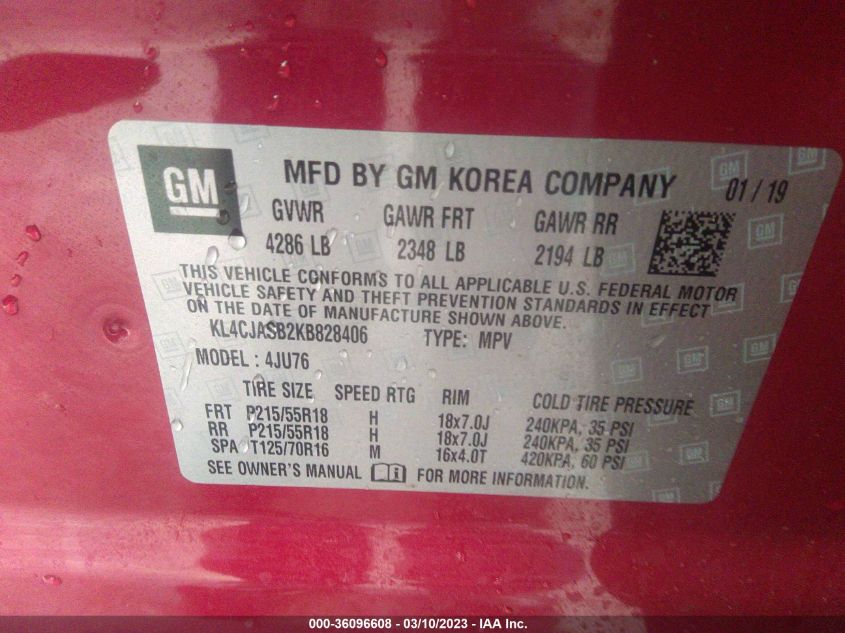 GM
MFD BY GM KOREA COMPANY 01 / 19
GVWR GAWR FRT GAWR RR
4286 LB 2348 LB 2194 LB
THIS VEHICLE CONFORMS TO ALL APPLICABLE U.S. FEDERAL MOTOR
VEHICLE SAFETY AND THEFT PREVENTION STANDARDS IN EFFECT
ON THE DATE OF MANUFACTURE SHOWN ABOVE.
KL4CJASB2KB828406 TYPE: MPV
MODEL : 4JU76
TIRE SIZE SPEED RTG RIM COLD TIRE PRESSURE
FRT P215/55R18 H 18x7.0J 240KPA, 35 PSI
RR P215/55R18 H 18x7.0J 240KPA, 35 PSI
SPA T125/70R16 M 16x4.0T 420KPA, 60 PSI
SEE OWNER'S MANUAL FOR MORE INFORMATION.
000-36096608 - 03/10/2023 - IAA Inc.